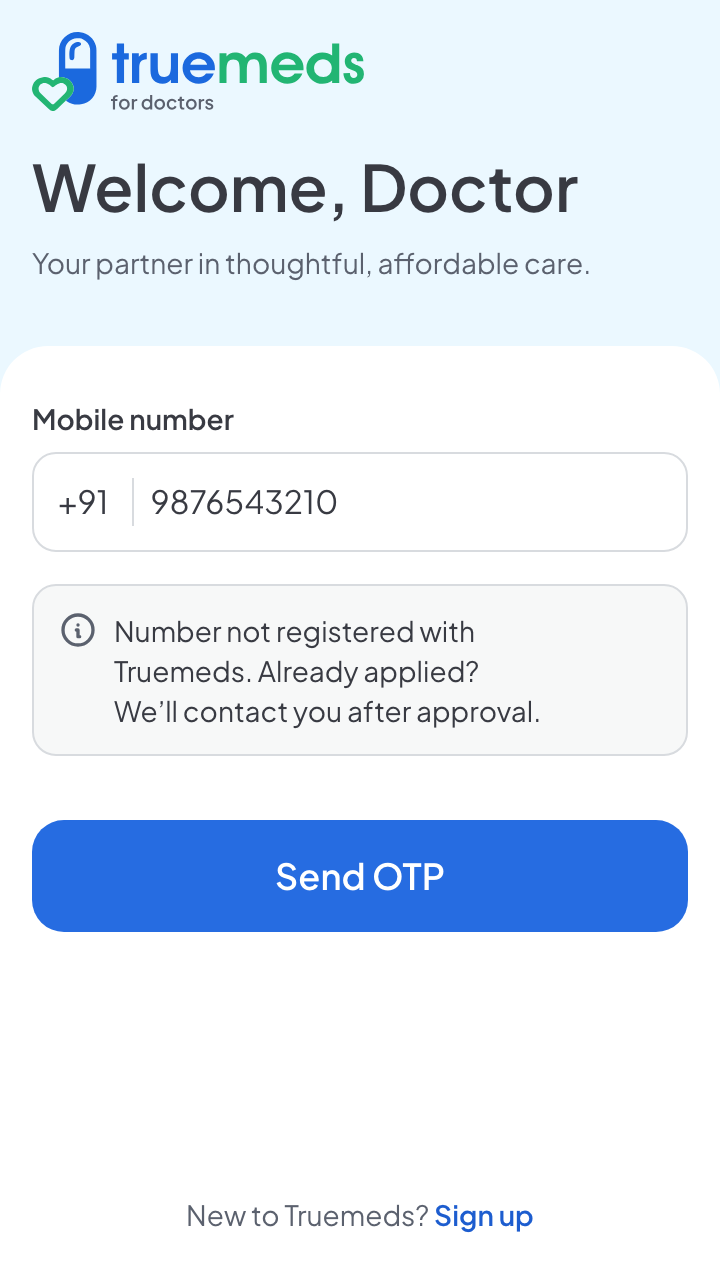 truemeds
for doctors
Welcome, Doctor
Your partner in thoughtful, affordable care.
Mobile number
+91 9876543210
Number not registered with
Truemeds. Already applied?
We’ll contact you after approval.
Send OTP
New to Truemeds? Sign up